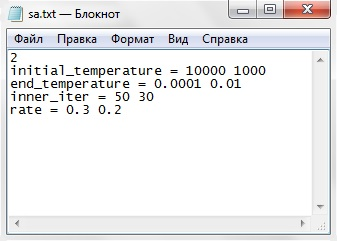 sa.txt — Блокнот
Файл Правка Формат Вид Справка
2
initial_temperature = 10000 1000
end_temperature = 0.0001 0.01
inner_iter = 50 30
rate = 0.3 0.2